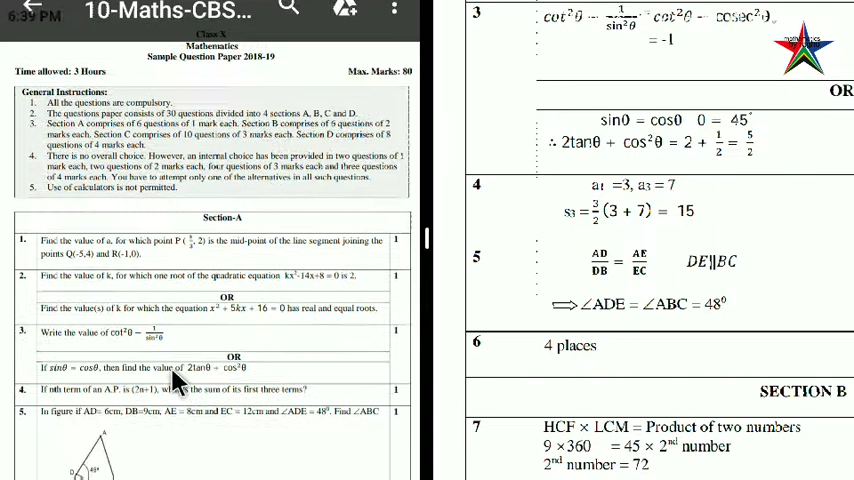 6:39 PM
10-Maths-CBS...
Class X
Mathematics
Sample Question Paper 2018-19
Time allowed: 3 Hours Max. Marks: 80
General Instructions:
1. All the questions are compulsory.
2. The questions paper consists of 30 questions divided into 4 sections A, B, C and D.
3. Section A comprises of 6 questions of 1 mark each. Section B comprises of 6 questions of 2
marks each. Section C comprises of 10 questions of 3 marks each. Section D comprises of 8
questions of 4 marks each.
4. There is no overall choice. However, an internal choice has been provided in two questions of 1
mark each, two questions of 2 marks each, four questions of 3 marks each and three questions
of 4 marks each. You have to attempt only one of the alternatives in all such questions.
5. Use of calculators is not permitted.
Section-A
1. Find the value of a, for which point P ( a/3, 2) is the mid-point of the line segment joining the 1
points Q(-5,4) and R(-1,0).
2. Find the value of k, for which one root of the quadratic equation kx²-14x+8=0 is 2. 1
OR
Find the value(s) of k for which the equation x² + 5kx + 16 = 0 has real and equal roots.
3. Write the value of cot²θ − 1/sin²θ 1
OR
If sinθ = cosθ, then find the value of 2tanθ + cos²θ
4. If nth term of an A.P. is (2n+1), the sum of its first three terms? 1
5. In figure if AD= 6cm, DB=9cm, AE = 8cm and EC = 12cm and ∠ADE = 48⁰. Find ∠ABC 1
A
D 48⁰
3 cot²θ − 1/sin²θ cot²θ − cosec²θ
= -1
mathematics
OR
sinθ = cosθ θ = 45°
∴ 2tanθ + cos²θ = 2 + 1/2 = 5/2
4 a₁ =3, a₃ = 7
s₃ = 3/2 (3 + 7) = 15
5 AD/DB = AE/EC DE∥BC
⟹ ∠ADE = ∠ABC = 48⁰
6 4 places
SECTION B
7 HCF × LCM = Product of two numbers
9 ×360 = 45 × 2ⁿᵈ number
2ⁿᵈ number = 72